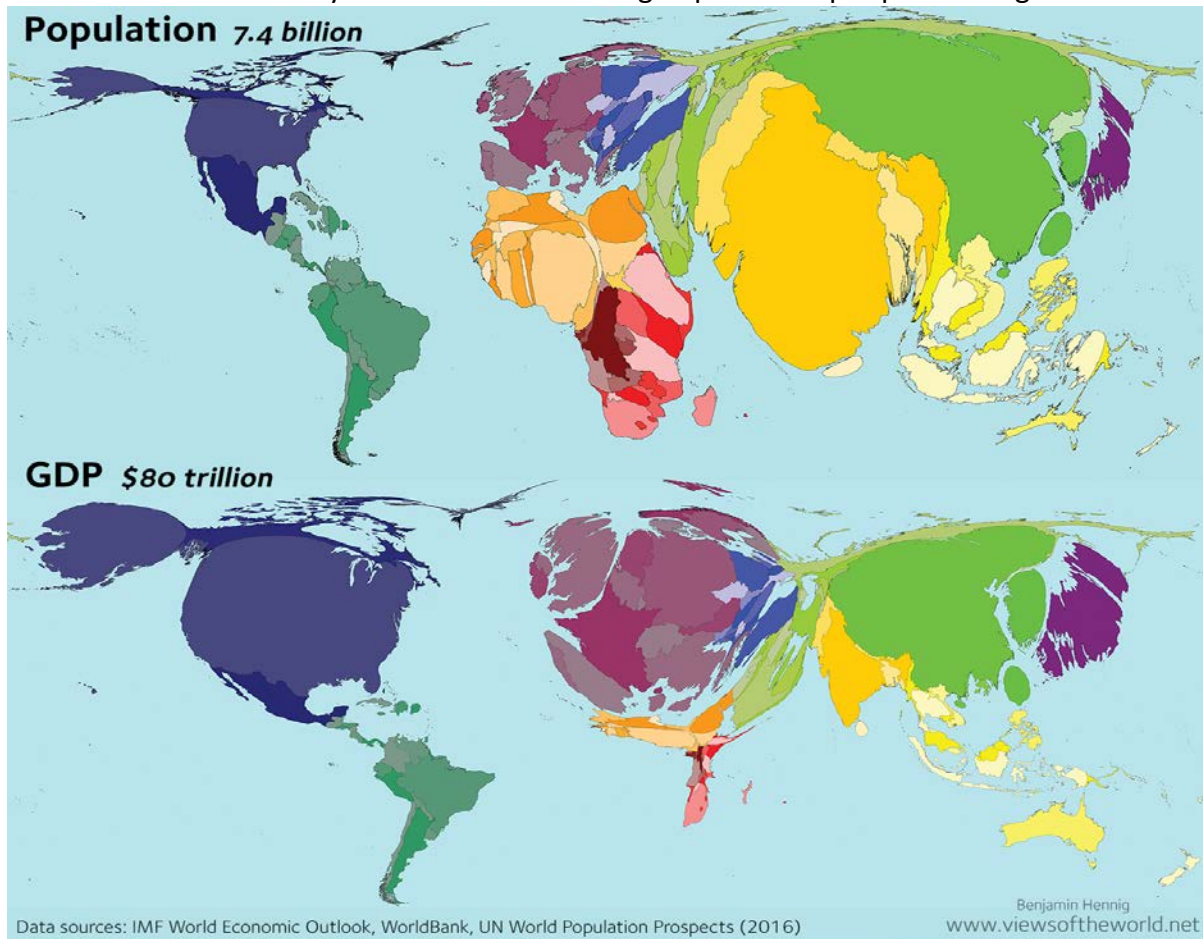 Population 7.4 billion
GDP $80 trillion
Benjamin Hennig
Data sources: IMF World Economic Outlook, WorldBank, UN World Population Prospects (2016)
www.viewsoftheworld.net